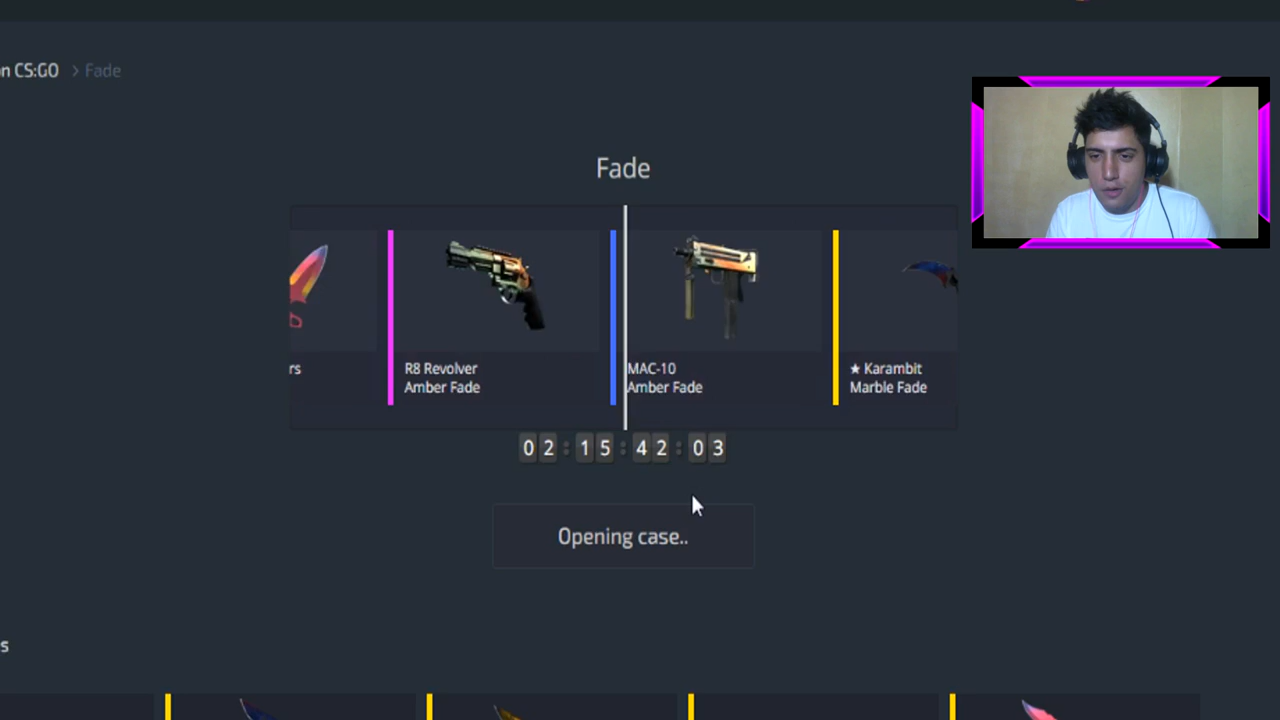 n CS:GO > Fade
Fade
rs
R8 Revolver
Amber Fade
MAC-10
Amber Fade
★ Karambit
Marble Fade
02:15:42:03
Opening case..
s